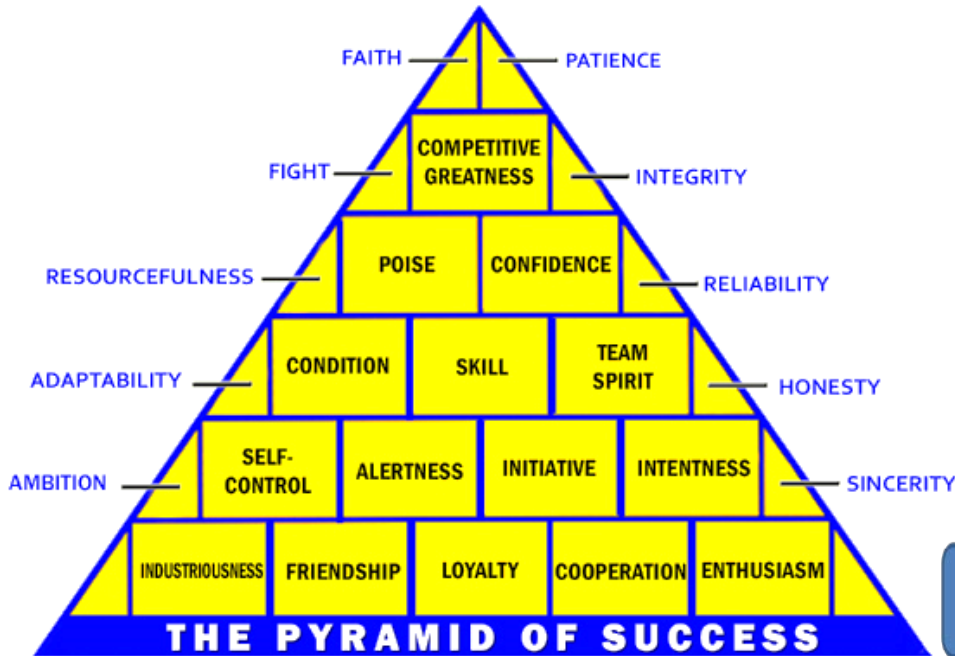 FAITH
PATIENCE
COMPETITIVE
GREATNESS
FIGHT
INTEGRITY
POISE
CONFIDENCE
RESOURCEFULNESS
RELIABILITY
CONDITION
SKILL
TEAM
SPIRIT
ADAPTABILITY
HONESTY
SELF-
CONTROL
ALERTNESS
INITIATIVE
INTENTNESS
AMBITION
SINCERITY
INDUSTRIOUSNESS
FRIENDSHIP
LOYALTY
COOPERATION
ENTHUSIASM
THE PYRAMID OF SUCCESS